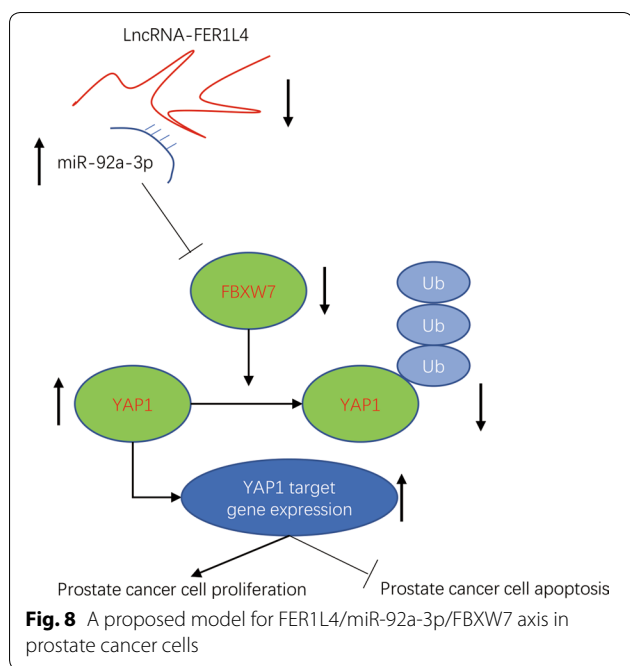 LncRNA-FER1L4
miR-92a-3p
FBXW7
Ub
Ub
Ub
YAP1
YAP1
YAP1 target
gene expression
Prostate cancer cell proliferation
Prostate cancer cell apoptosis
Fig. 8 A proposed model for FER1L4/miR-92a-3p/FBXW7 axis in
prostate cancer cells